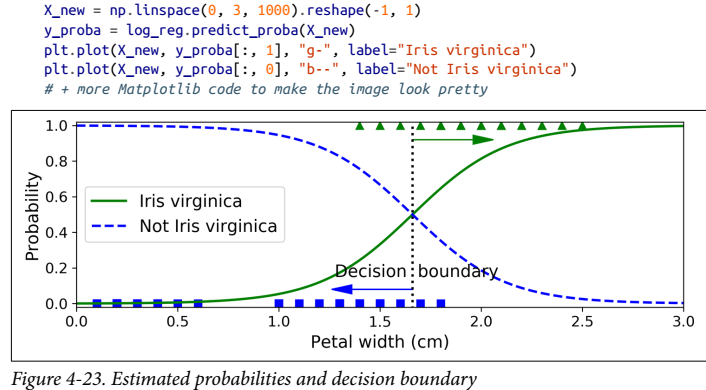 X_new = np.linspace(0, 3, 1000).reshape(-1, 1)
y_proba = log_reg.predict_proba(X_new)
plt.plot(X_new, y_proba[:, 1], "g-", label="Iris virginica")
plt.plot(X_new, y_proba[:, 0], "b--", label="Not Iris virginica")
# + more Matplotlib code to make the image look pretty
1.0
0.8
0.6
0.4
0.2
0.0
Probability
Iris virginica
Not Iris virginica
Decision boundary
0.0 0.5 1.0 1.5 2.0 2.5 3.0
Petal width (cm)
Figure 4-23. Estimated probabilities and decision boundary